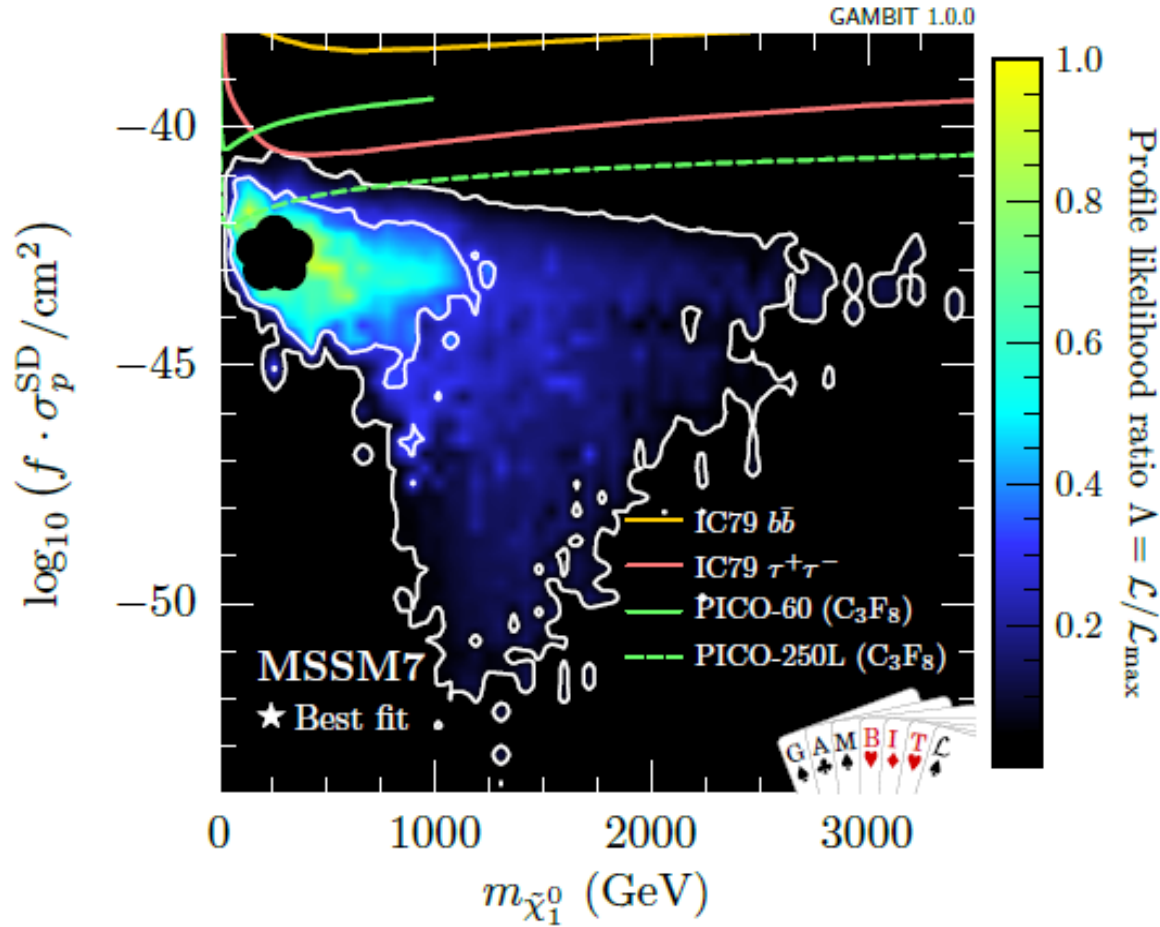 GAMBIT 1.0.0
log₁₀ (f · σₚ^SD/cm²)
−40
−45
−50
IC79 bb̄
IC79 τ⁺τ⁻
PICO-60 (C₃F₈)
PICO-250L (C₃F₈)
MSSM7
★ Best fit
G A M B I T ℒ
0 1000 2000 3000
m_χ̃₁⁰ (GeV)
1.0
0.8
0.6
0.4
0.2
Profile likelihood ratio Λ = ℒ/ℒ_max